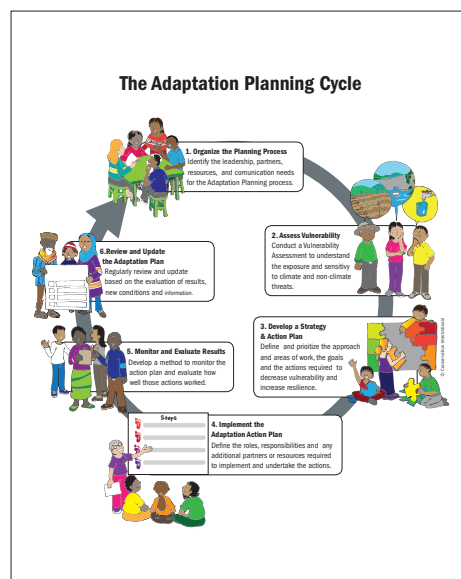 The Adaptation Planning Cycle
1. Organize the Planning Process
Identify the leadership, partners,
resources, and comunication needs
for the Adaptation Planning process.
2. Assess Vulnerability
Conduct a Vulnerability
Assessment to understand
the exposure and sensitiv
to climate and non-climate
threats.
3. Develop a Strategy
& Action Plan
Define and prioritize the approach
and areas of work, the goals
and the actions required to
decrease vulnerability and
increase resilience.
© Conservation International
Steps
4. Implement the
Adaptation Action Plan
Define the roles, responsibilities and any
additional partners or resources required
to implement and undertake the actions.
5. Monitor and Evaluate Results
Develop a method to monitor the
action plan and evaluate how
well those actions worked.
6.Review and Update
the Adaptation Plan
Regularly review and update
based on the evaluation of results,
new conditions and information.